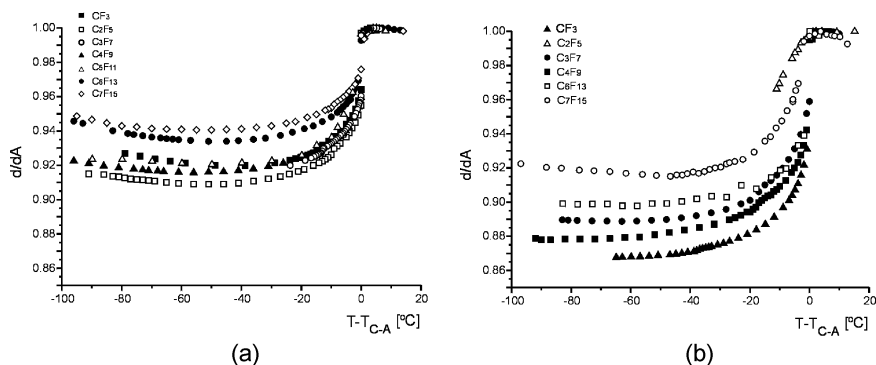 (a)
d/dA
1.00
0.98
0.96
0.94
0.92
0.90
0.88
0.86
CF3
C2F5
C3F7
C4F9
C5F11
C6F13
C7F15
-100
-80
-60
-40
-20
0
20
T-TC-A [ºC]
(b)
d/dA
1.00
0.98
0.96
0.94
0.92
0.90
0.88
0.86
CF3
C2F5
C3F7
C4F9
C6F13
C7F15
-100
-80
-60
-40
-20
0
T-TC-A [ºC]